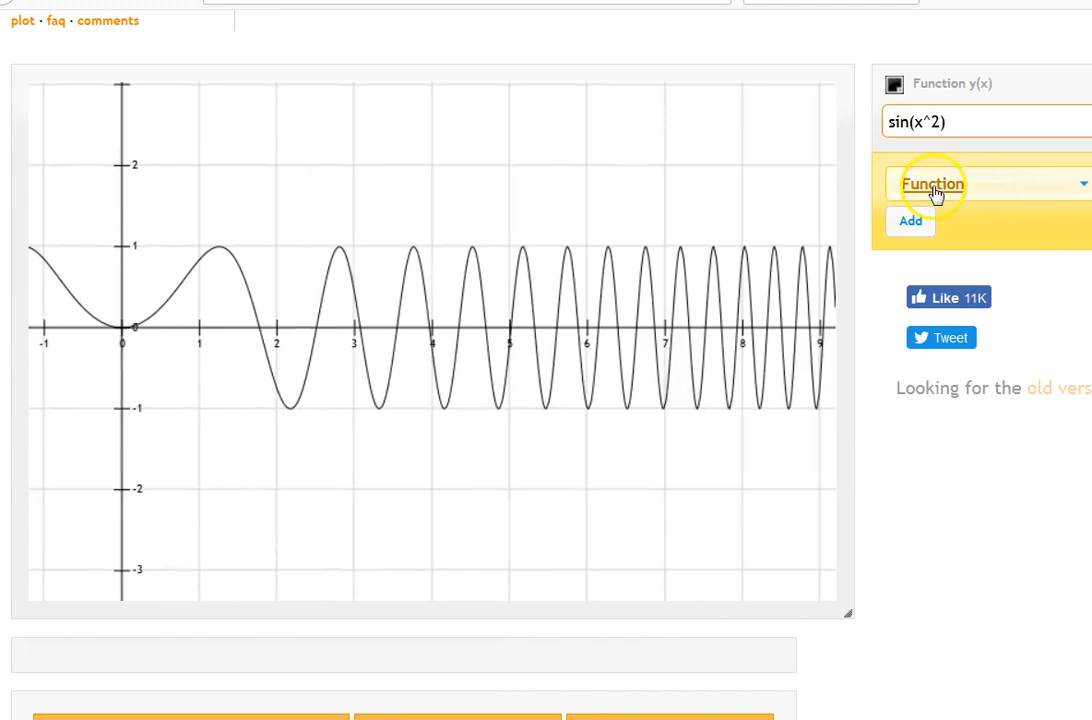 plot · faq · comments
Function y(x)
sin(x^2)
Function
Add
2
1
0
-1
-2
-3
-1 0 1 2 3 4 5 6 7 8 9
Like 11K
Tweet
Looking for the old vers